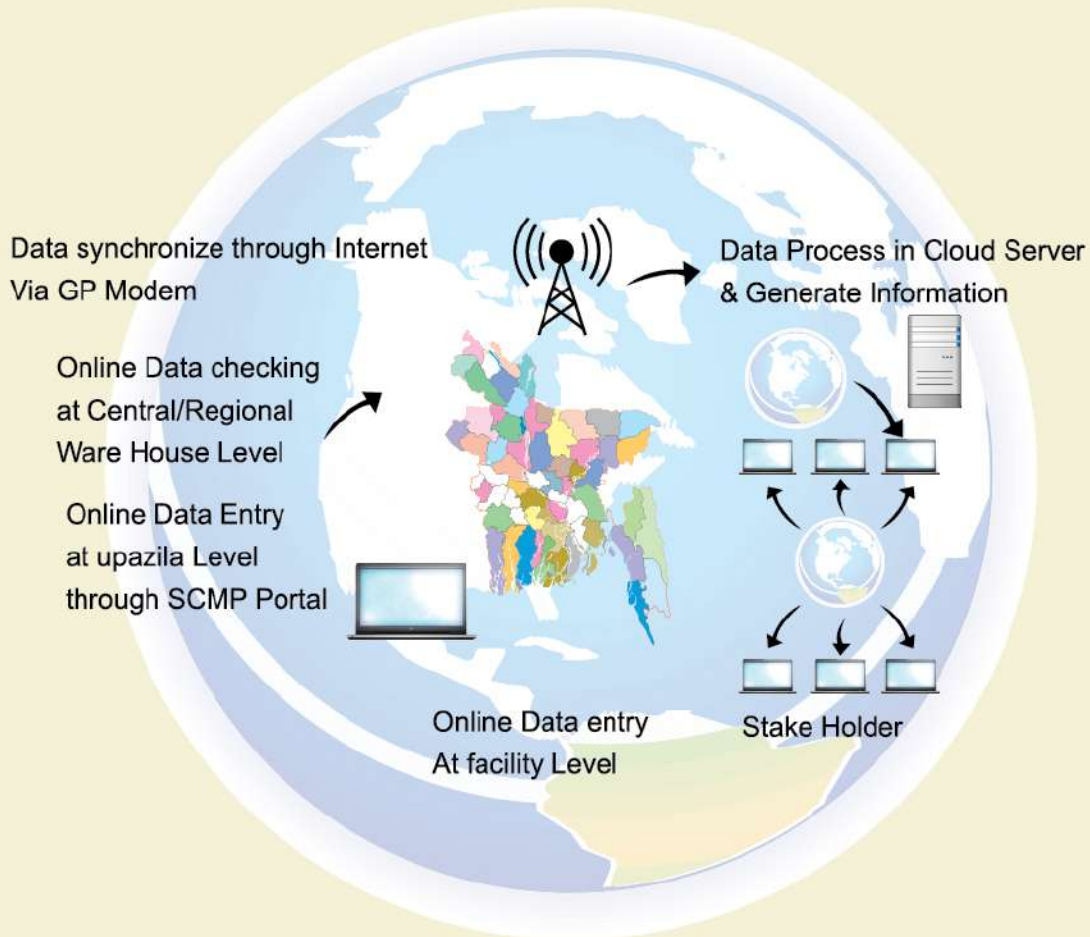 Data synchronize through Internet
Via GP Modem
Data Process in Cloud Server
& Generate Information
Online Data checking
at Central/Regional
Ware House Level
Online Data Entry
at upazila Level
through SCMP Portal
Online Data entry
At facility Level
Stake Holder